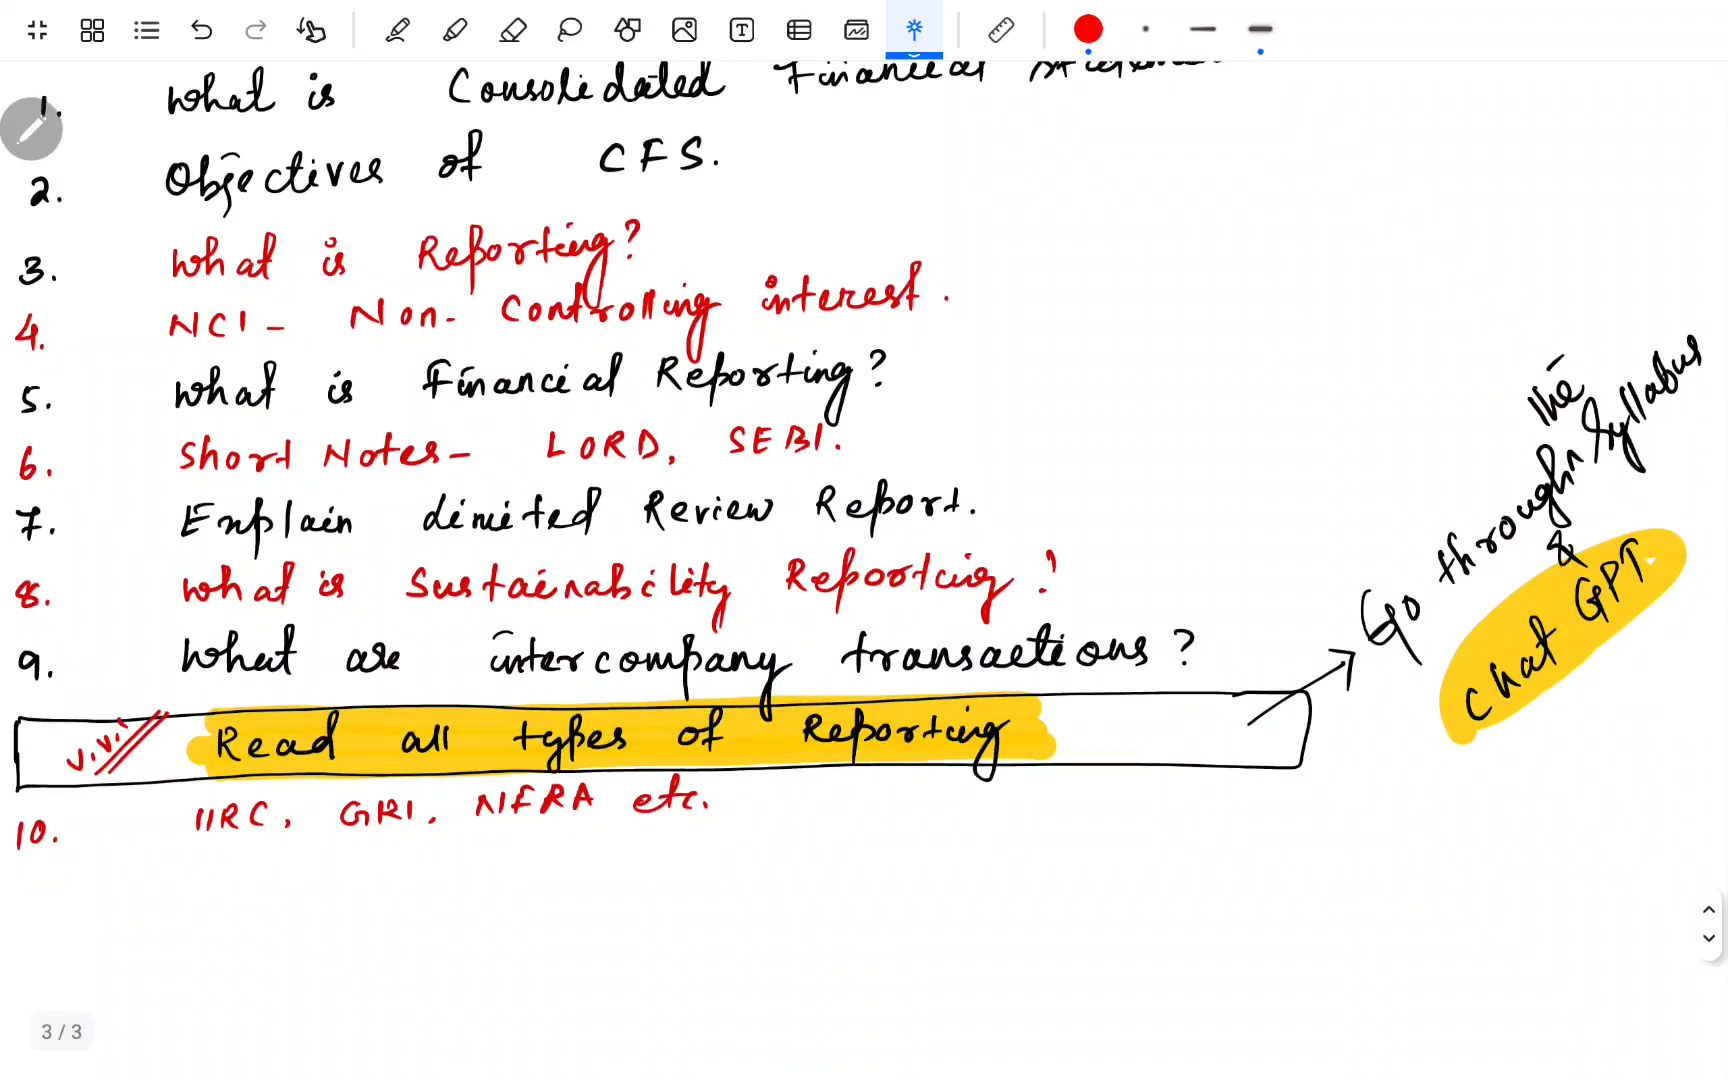 1. What is Consolidated Financial
2. Objectives of CFS.
3. What is Reporting?
4. NCI - Non-Controlling interest.
5. What is Financial Reporting?
6. Short Notes - LORD, SEBI.
7. Explain Limited Review Report.
8. What is Sustainability Reporting?
9. What are intercompany transactions?
V.V.I Read all types of Reporting
Go through the Syllabus
&
Chat GPT
10. IIRC, GRI, NFRA etc.
3 / 3